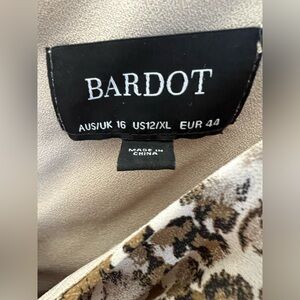 BARDOT
AUS/UK 16 US12/XL EUR 44
MADE IN
CHINA